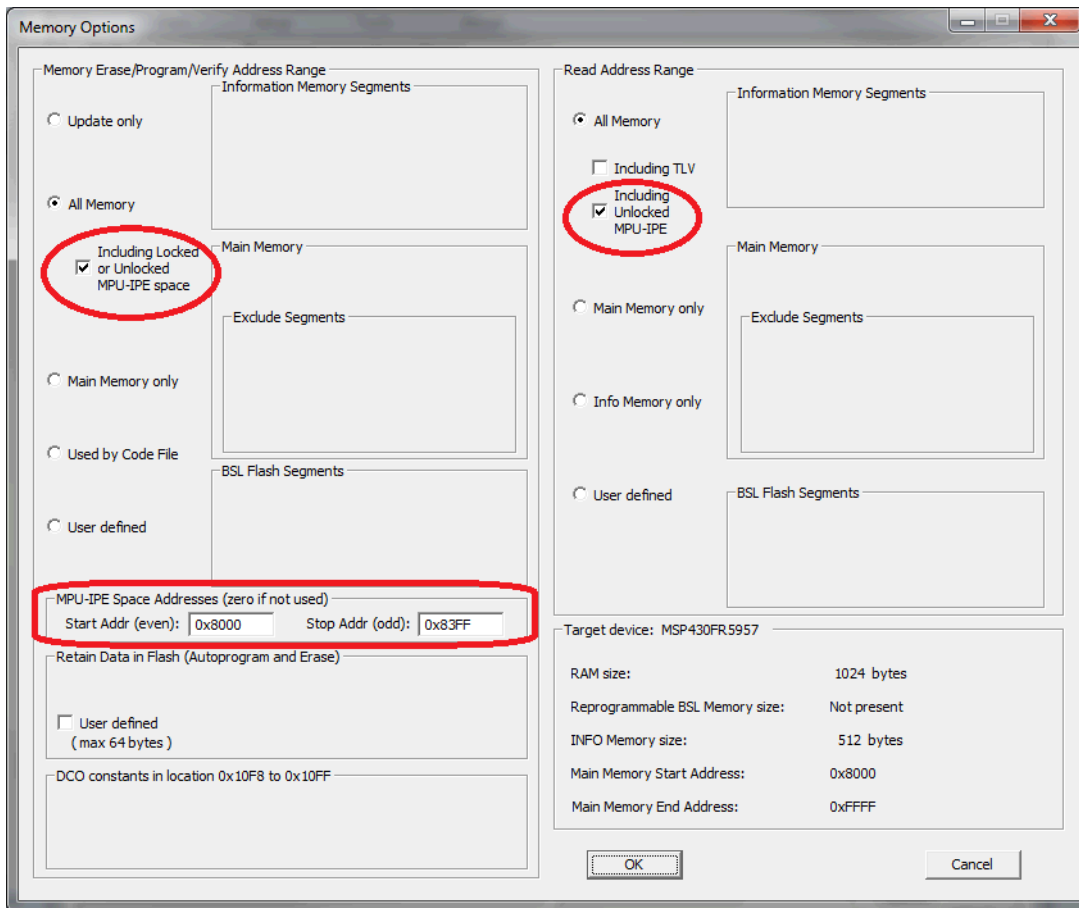 Memory Options
Memory Erase/Program/Verify Address Range
Information Memory Segments
Update only
All Memory
Including Locked
or Unlocked
MPU-IPE space
Main Memory
Exclude Segments
Main Memory only
Used by Code File
BSL Flash Segments
User defined
MPU-IPE Space Addresses (zero if not used)
Start Addr (even): 0x8000 Stop Addr (odd): 0x83FF
Retain Data in Flash (Autoprogram and Erase)
User defined
( max 64 bytes )
DCO constants in location 0x10F8 to 0x10FF
Read Address Range
Information Memory Segments
All Memory
Including TLV
Including
Unlocked
MPU-IPE
Main Memory
Main Memory only
Exclude Segments
Info Memory only
User defined
BSL Flash Segments
Target device: MSP430FR5957
RAM size: 1024 bytes
Reprogrammable BSL Memory size: Not present
INFO Memory size: 512 bytes
Main Memory Start Address: 0x8000
Main Memory End Address: 0xFFFF
OK Cancel